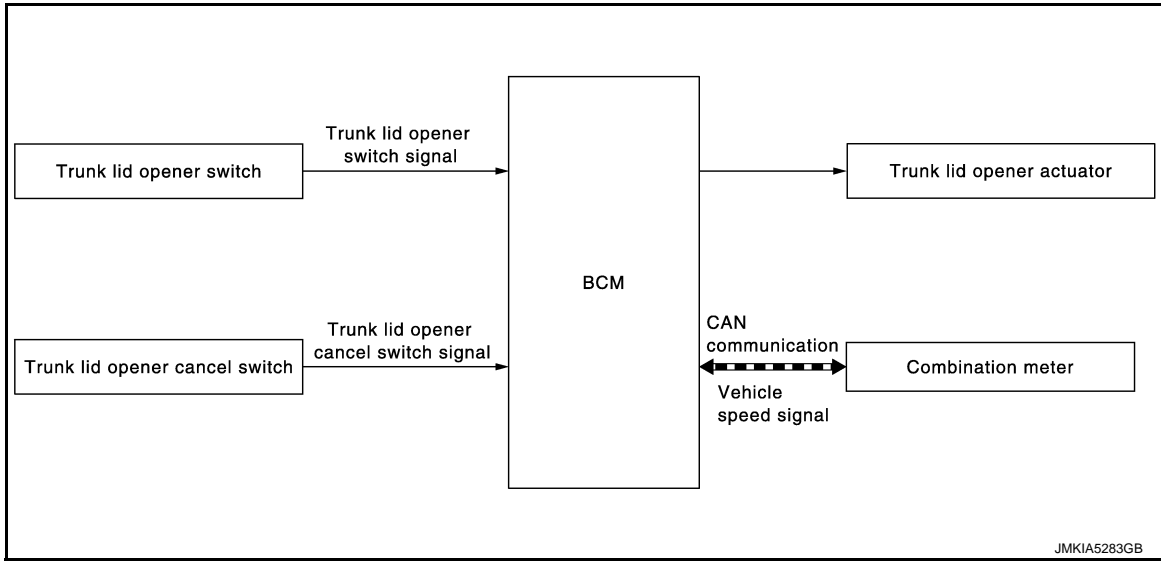 Trunk lid opener
switch signal
Trunk lid opener switch
Trunk lid opener actuator
BCM
Trunk lid opener
cancel switch signal
Trunk lid opener cancel switch
CAN
communication
Combination meter
Vehicle
speed signal
JMKIA5283GB